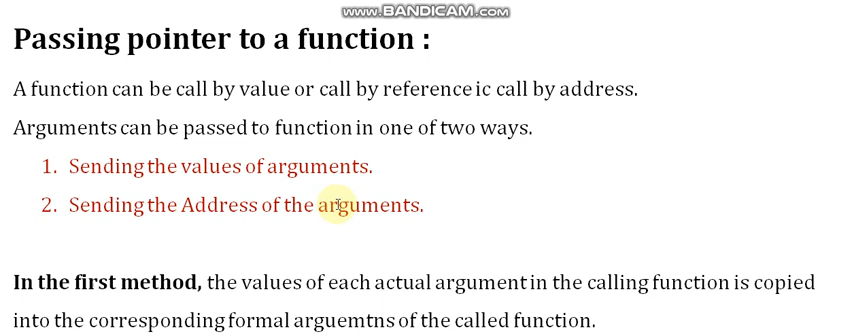 www.BANDICAM.com
Passing pointer to a function :
A function can be call by value or call by reference ic call by address.
Arguments can be passed to function in one of two ways.
1. Sending the values of arguments.
2. Sending the Address of the arguments.
In the first method, the values of each actual argument in the calling function is copied
into the corresponding formal arguemtns of the called function.